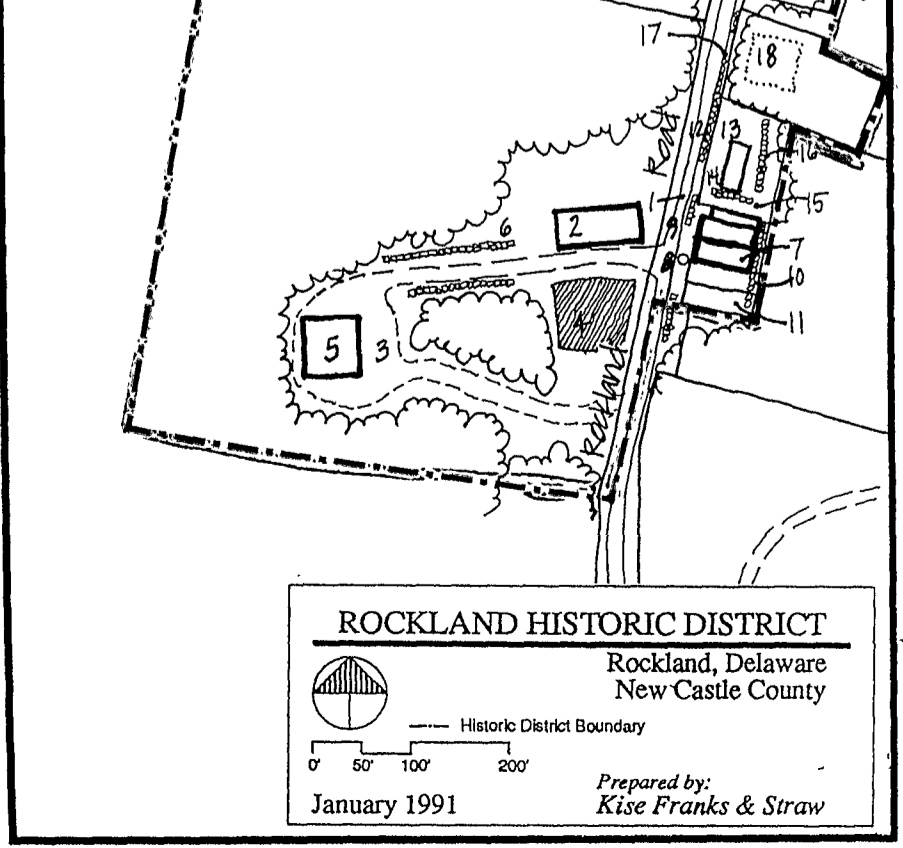 17
18
12
13
16
Road
14
1
15
6
2
9
7
8
10
4
11
5
3
Rockland
ROCKLAND HISTORIC DISTRICT
Rockland, Delaware
New Castle County
Historic District Boundary
0' 50' 100' 200'
Prepared by:
January 1991 Kise Franks & Straw